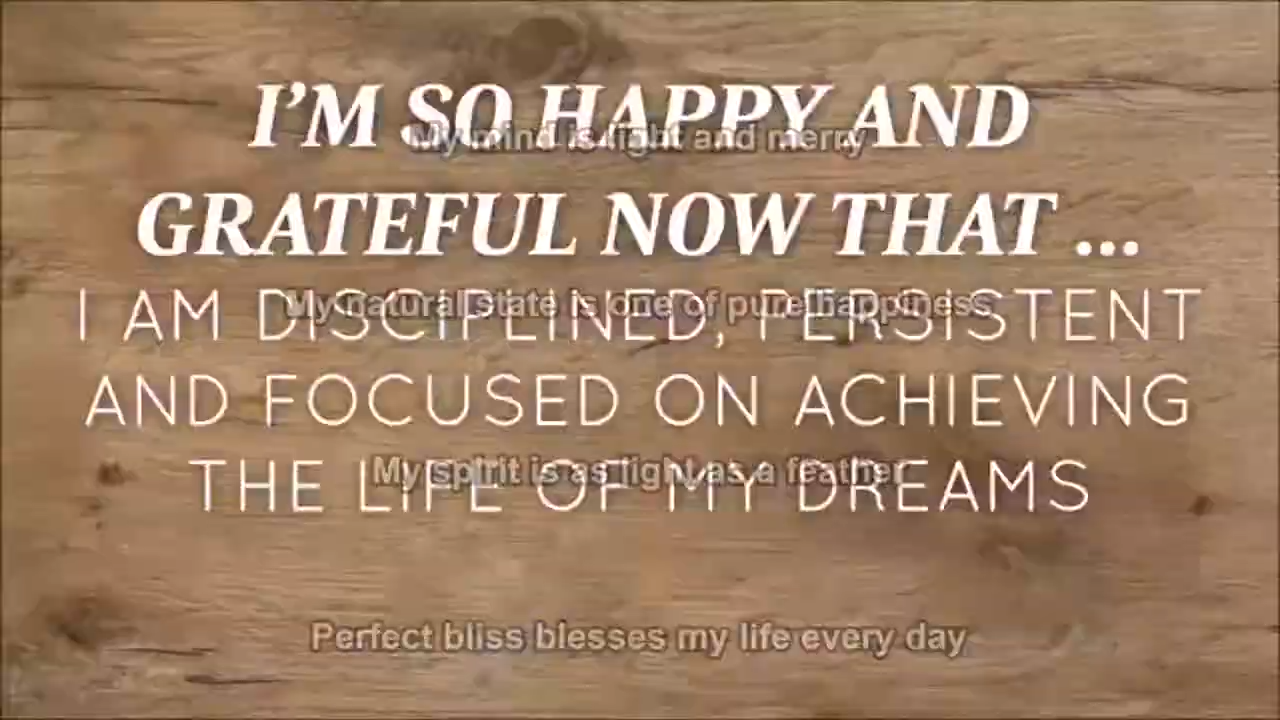 I'M SO HAPPY AND
My mind is light and merry
GRATEFUL NOW THAT ...
My natural state is one of pure happiness
I AM DISCIPLINED, PERSISTENT
AND FOCUSED ON ACHIEVING
My spirit is as light as a feather
THE LIFE OF MY DREAMS
Perfect bliss blesses my life every day